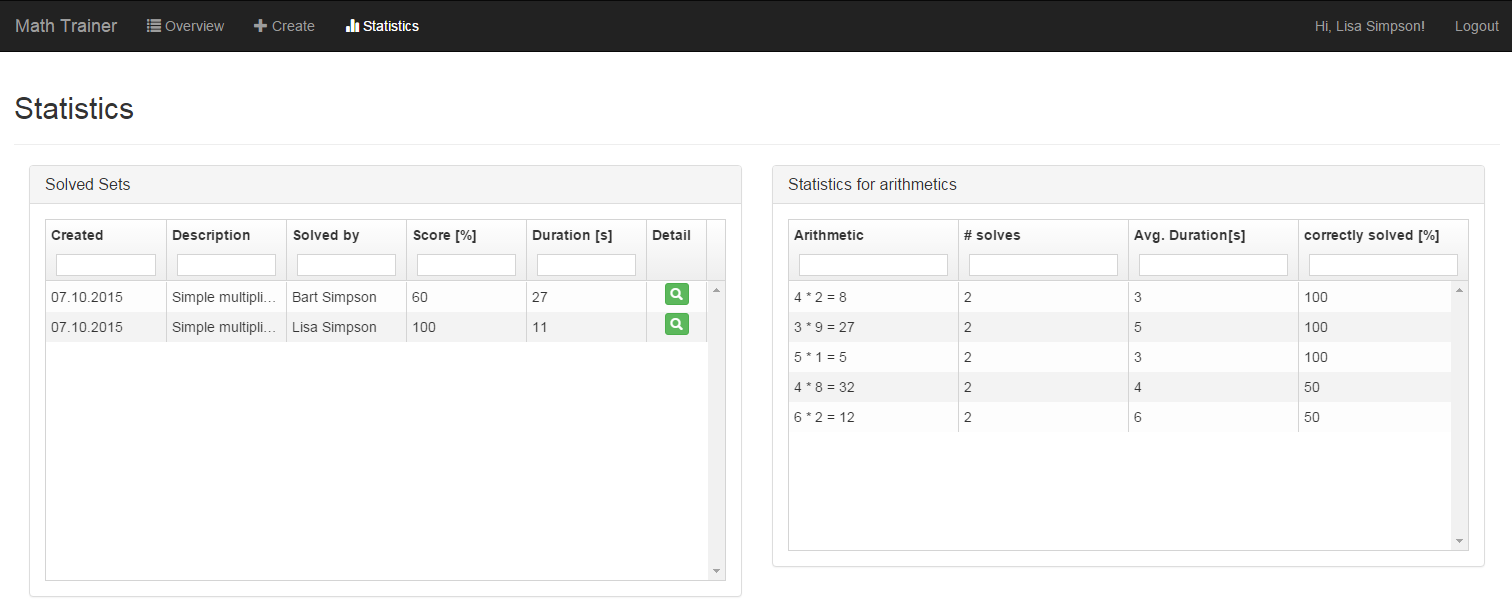 Math Trainer Overview Create Statistics Hi, Lisa Simpson! Logout
Statistics
Solved Sets
Created Description Solved by Score [%] Duration [s] Detail
07.10.2015 Simple multipli... Bart Simpson 60 27
07.10.2015 Simple multipli... Lisa Simpson 100 11
Statistics for arithmetics
Arithmetic # solves Avg. Duration[s] correctly solved [%]
4 * 2 = 8 2 3 100
3 * 9 = 27 2 5 100
5 * 1 = 5 2 3 100
4 * 8 = 32 2 4 50
6 * 2 = 12 2 6 50